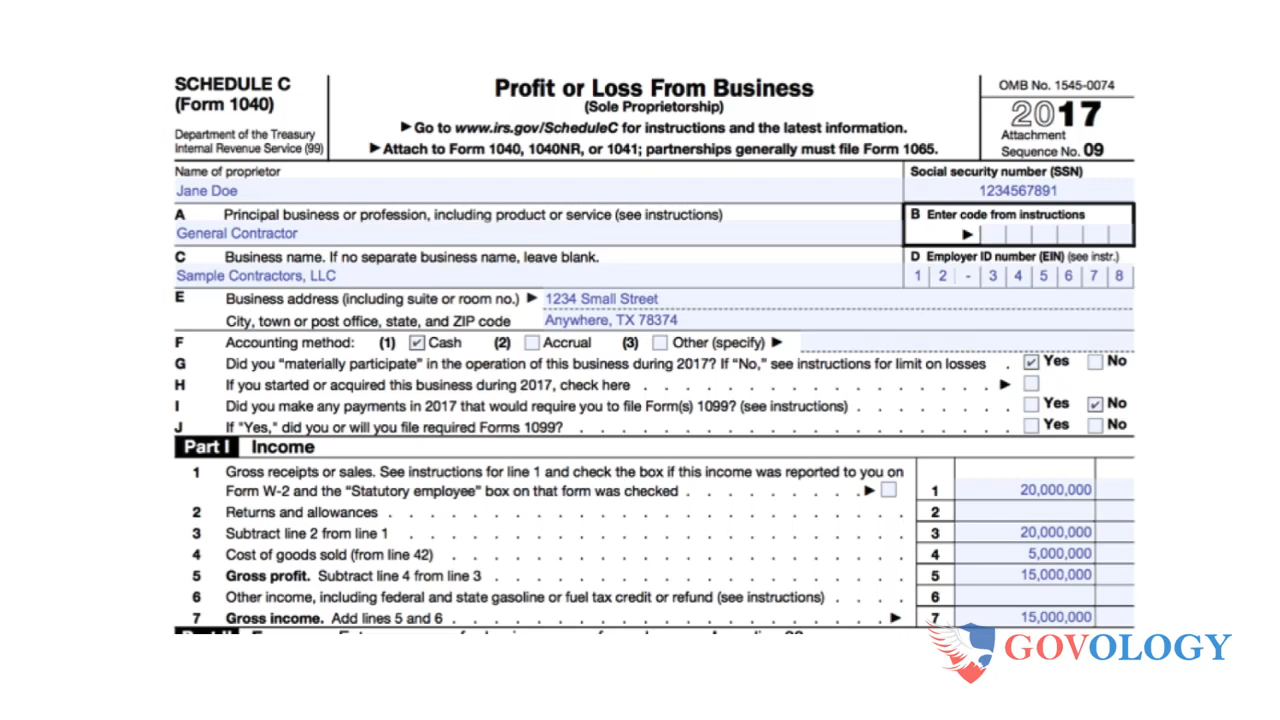 SCHEDULE C
(Form 1040)
Department of the Treasury
Internal Revenue Service (99)
Profit or Loss From Business
(Sole Proprietorship)
▶ Go to www.irs.gov/ScheduleC for instructions and the latest information.
▶ Attach to Form 1040, 1040NR, or 1041; partnerships generally must file Form 1065.
OMB No. 1545-0074
2017
Attachment
Sequence No. 09
Name of proprietor
Jane Doe
Social security number (SSN)
1234567891
A Principal business or profession, including product or service (see instructions)
General Contractor
B Enter code from instructions
▶
C Business name. If no separate business name, leave blank.
Sample Contractors, LLC
D Employer ID number (EIN) (see instr.)
1 2 - 3 4 5 6 7 8
E Business address (including suite or room no.) ▶ 1234 Small Street
City, town or post office, state, and ZIP code Anywhere, TX 78374
F Accounting method: (1) ✔ Cash (2) Accrual (3) Other (specify) ▶
G Did you “materially participate” in the operation of this business during 2017? If “No,” see instructions for limit on losses . ✔ Yes No
H If you started or acquired this business during 2017, check here . . . . . . . . . . . . . . . . . ▶
I Did you make any payments in 2017 that would require you to file Form(s) 1099? (see instructions) . . . . . . . . Yes ✔ No
J If "Yes," did you or will you file required Forms 1099? . . . . . . . . . . . . . . . . . . . . Yes No
Part I Income
1 Gross receipts or sales. See instructions for line 1 and check the box if this income was reported to you on
Form W-2 and the “Statutory employee” box on that form was checked . . . . . . . . . ▶ 1 20,000,000
2 Returns and allowances . . . . . . . . . . . . . . . . . . . . . . . . . 2
3 Subtract line 2 from line 1 . . . . . . . . . . . . . . . . . . . . . . . . 3 20,000,000
4 Cost of goods sold (from line 42) . . . . . . . . . . . . . . . . . . . . . . 4 5,000,000
5 Gross profit. Subtract line 4 from line 3 . . . . . . . . . . . . . . . . . . . . 5 15,000,000
6 Other income, including federal and state gasoline or fuel tax credit or refund (see instructions) . . . . 6
7 Gross income. Add lines 5 and 6 . . . . . . . . . . . . . . . . . . . . . ▶ 7 15,000,000
GOVOLOGY